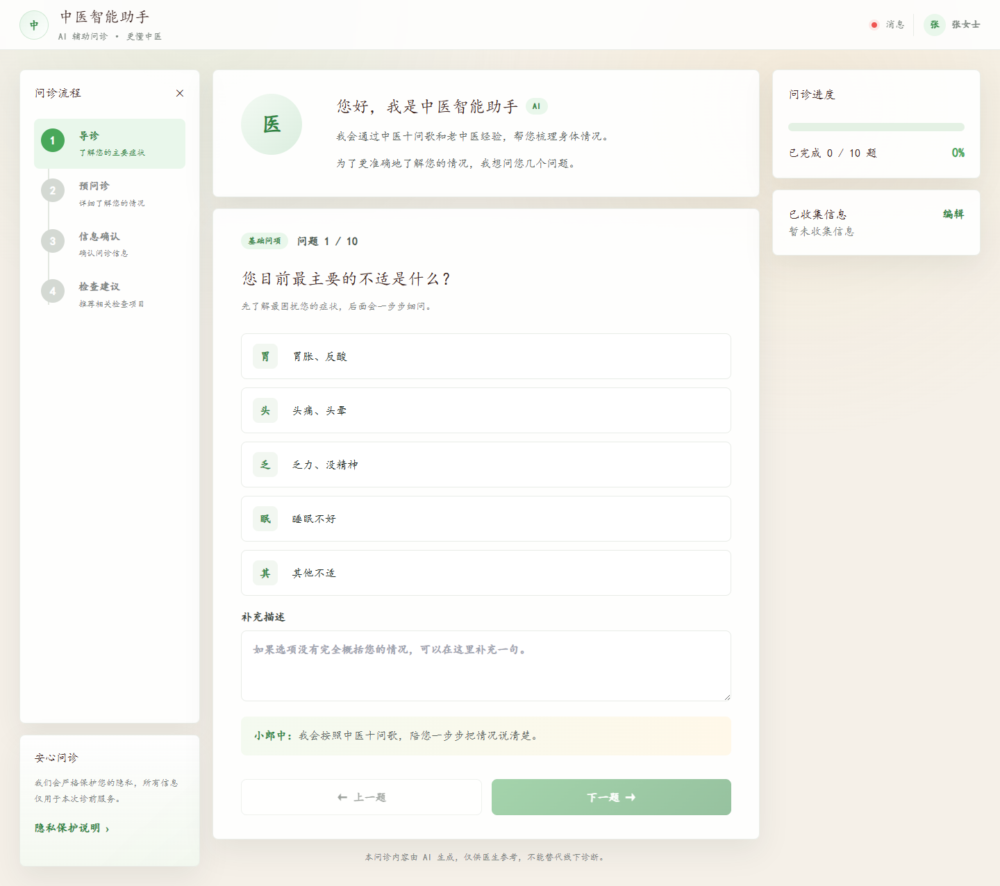 中
中医智能助手
AI 辅助问诊 • 更懂中医
消息
张
张女士
问诊流程
×
1
导诊
了解您的主要症状
2
预问诊
详细了解您的情况
3
信息确认
确认问诊信息
4
检查建议
推荐相关检查项目
安心问诊
我们会严格保护您的隐私，所有信息
仅用于本次诊前服务。
隐私保护说明 ›
医
您好，我是中医智能助手 AI
我会通过中医十问歌和老中医经验，帮您梳理身体情况。
为了更准确地了解您的情况，我想问您几个问题。
基础问项 问题 1 / 10
您目前最主要的不适是什么？
先了解最困扰您的症状，后面会一步步细问。
胃 胃胀、反酸
头 头痛、头晕
乏 乏力、没精神
眠 睡眠不好
其 其他不适
补充描述
如果选项没有完全概括您的情况，可以在这里补充一句。
小郎中：我会按照中医十问歌，陪您一步步把情况说清楚。
← 上一题
下一题 →
本问诊内容由 AI 生成，仅供医生参考，不能替代线下诊断。
问诊进度
已完成 0 / 10 题 0%
已收集信息 编辑
暂未收集信息